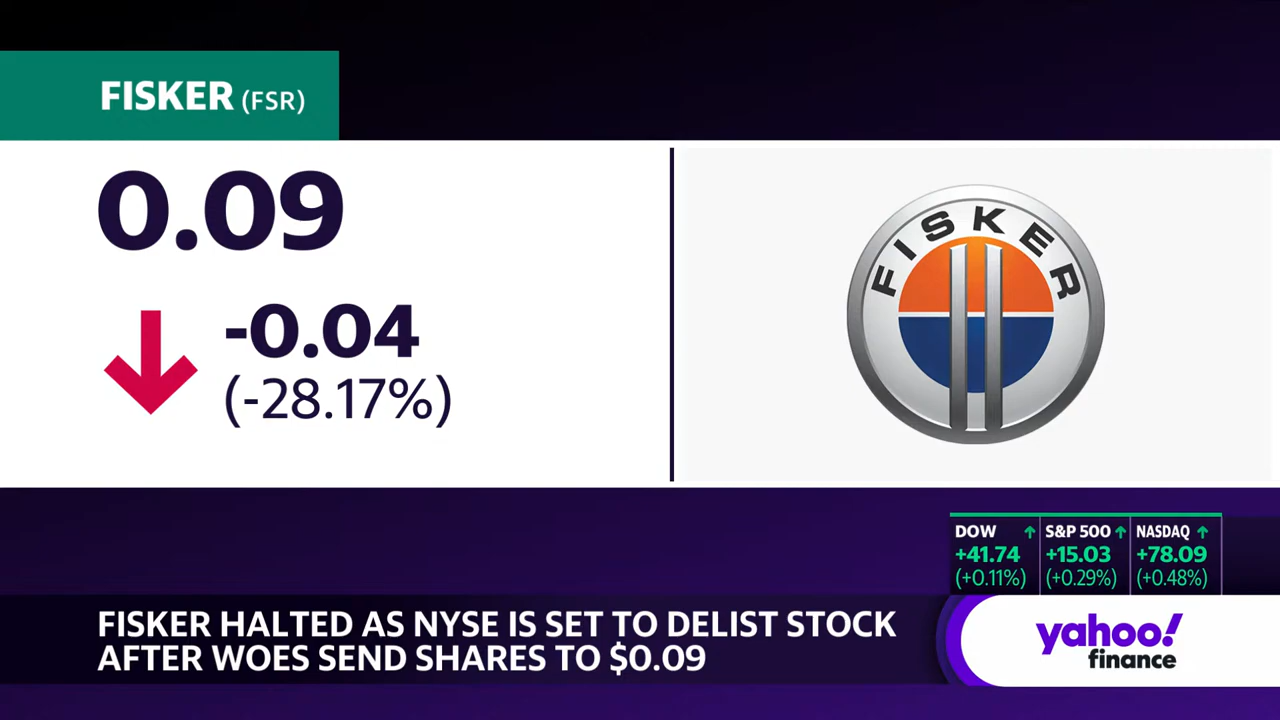 FISKER (FSR)
0.09
-0.04
(-28.17%)
FISKER
DOW
+41.74
(+0.11%)
S&P 500
+15.03
(+0.29%)
NASDAQ
+78.09
(+0.48%)
FISKER HALTED AS NYSE IS SET TO DELIST STOCK
AFTER WOES SEND SHARES TO $0.09
yahoo!
finance